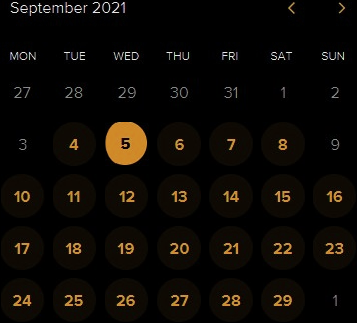 September 2021
MON TUE WED THU FRI SAT SUN
27 28 29 30 31 1 2
3 4 5 6 7 8 9
10 11 12 13 14 15 16
17 18 19 20 21 22 23
24 25 26 27 28 29 1